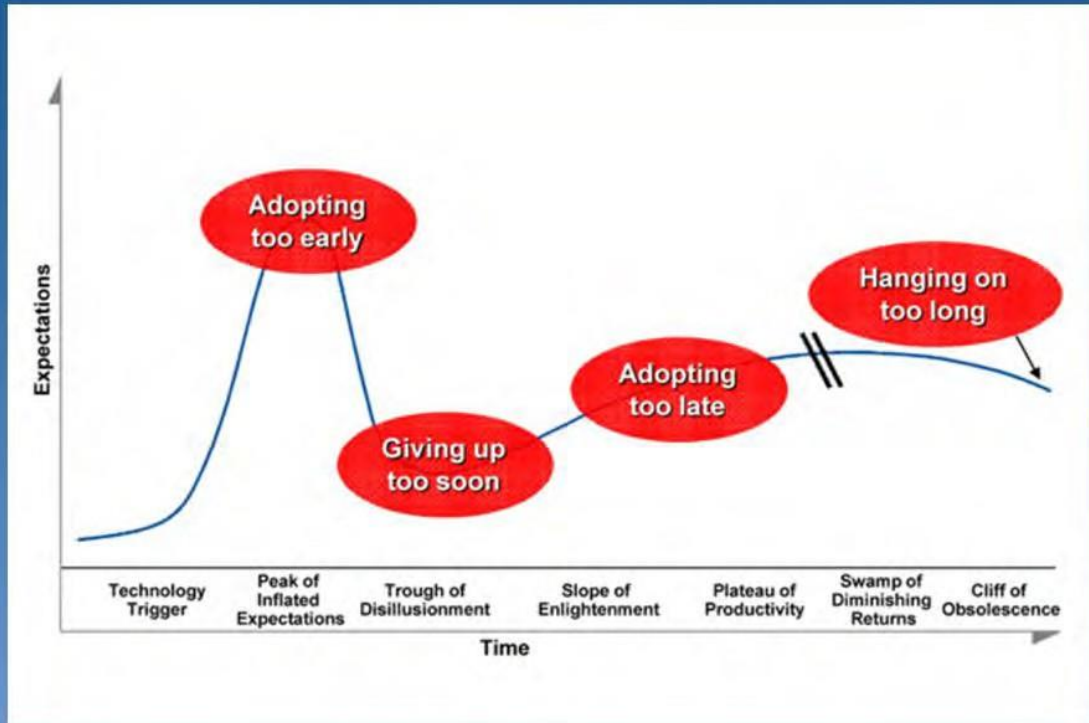 Adopting
too early
Hanging on
too long
Adopting
too late
Giving up
too soon
Expectations
Technology
Trigger
Peak of
Inflated
Expectations
Trough of
Disillusionment
Slope of
Enlightenment
Plateau of
Productivity
Swamp of
Diminishing
Returns
Cliff of
Obsolescence
Time